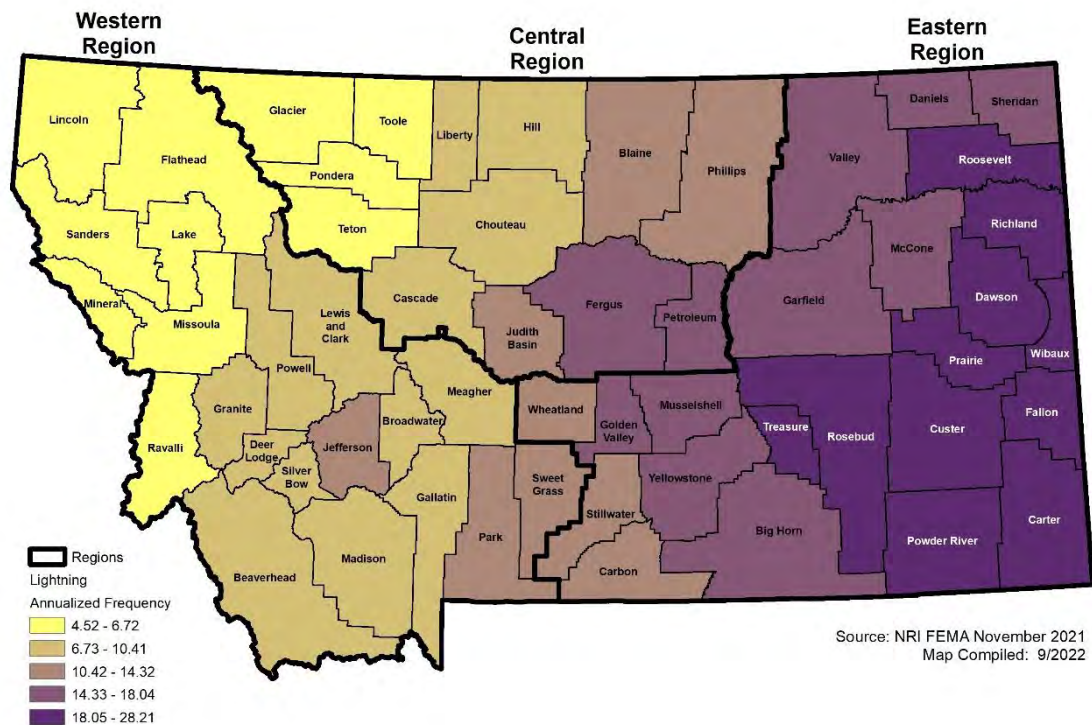 Western
Region
Central
Region
Eastern
Region
Lincoln
Flathead
Glacier
Toole
Liberty
Hill
Blaine
Phillips
Valley
Daniels
Sheridan
Roosevelt
Pondera
Teton
Chouteau
Richland
McCone
Sanders
Lake
Dawson
Mineral
Missoula
Lewis
and
Clark
Cascade
Judith
Basin
Fergus
Petroleum
Garfield
Prairie
Wibaux
Powell
Meagher
Wheatland
Golden
Valley
Musselshell
Granite
Broadwater
Treasure
Rosebud
Custer
Fallon
Ravalli
Deer
Lodge
Jefferson
Silver
Bow
Gallatin
Sweet
Grass
Yellowstone
Stillwater
Park
Big Horn
Powder River
Carter
Beaverhead
Madison
Carbon
Regions
Lightning
Annualized Frequency
4.52 - 6.72
6.73 - 10.41
10.42 - 14.32
14.33 - 18.04
18.05 - 28.21
Source: NRI FEMA November 2021
Map Compiled: 9/2022